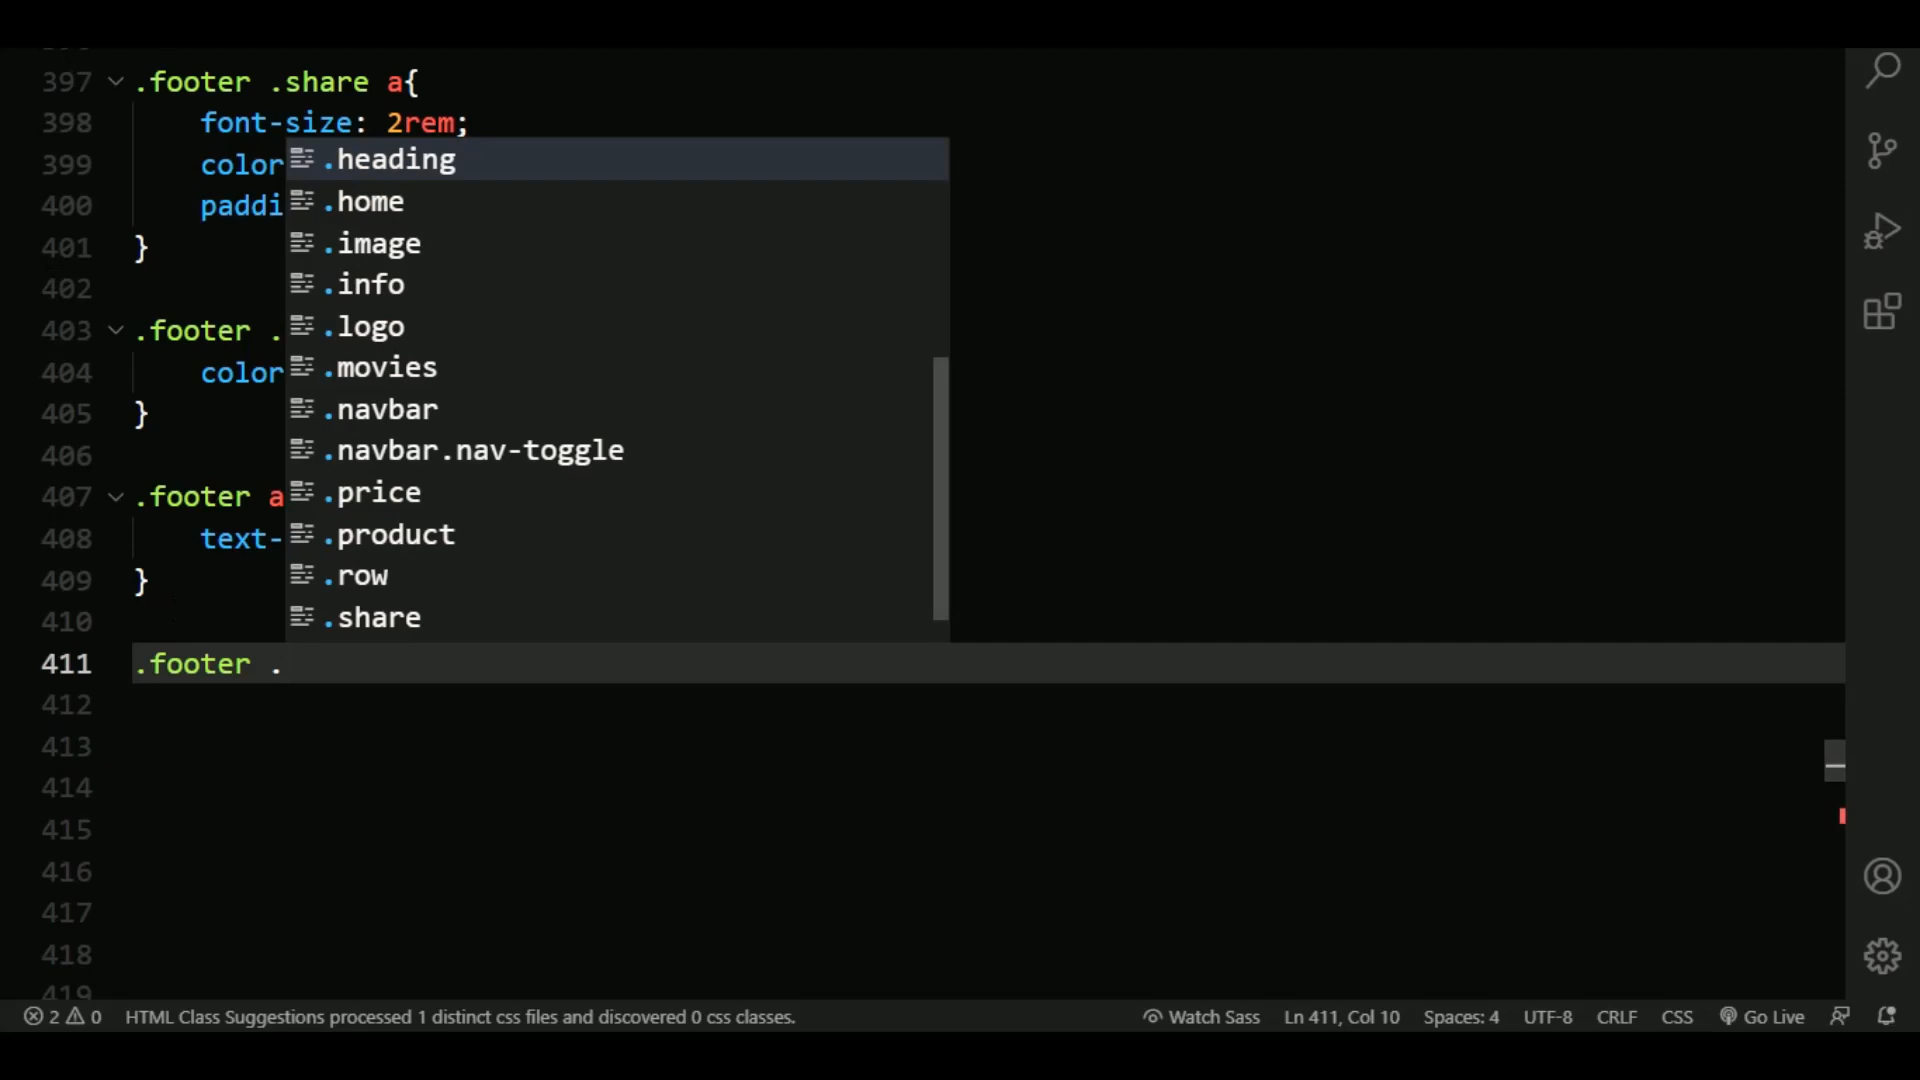 397 .footer .share a{
398 font-size: 2rem;
399 color
400 paddi
401 }
402
403 .footer .
404 color
405 }
406
407 .footer a
408 text-
409 }
410
411 .footer .
412
413
414
415
416
417
418
419
.heading
.home
.image
.info
.logo
.movies
.navbar
.navbar.nav-toggle
.price
.product
.row
.share
2 0 HTML Class Suggestions processed 1 distinct css files and discovered 0 css classes. Watch Sass Ln 411, Col 10 Spaces: 4 UTF-8 CRLF CSS Go Live